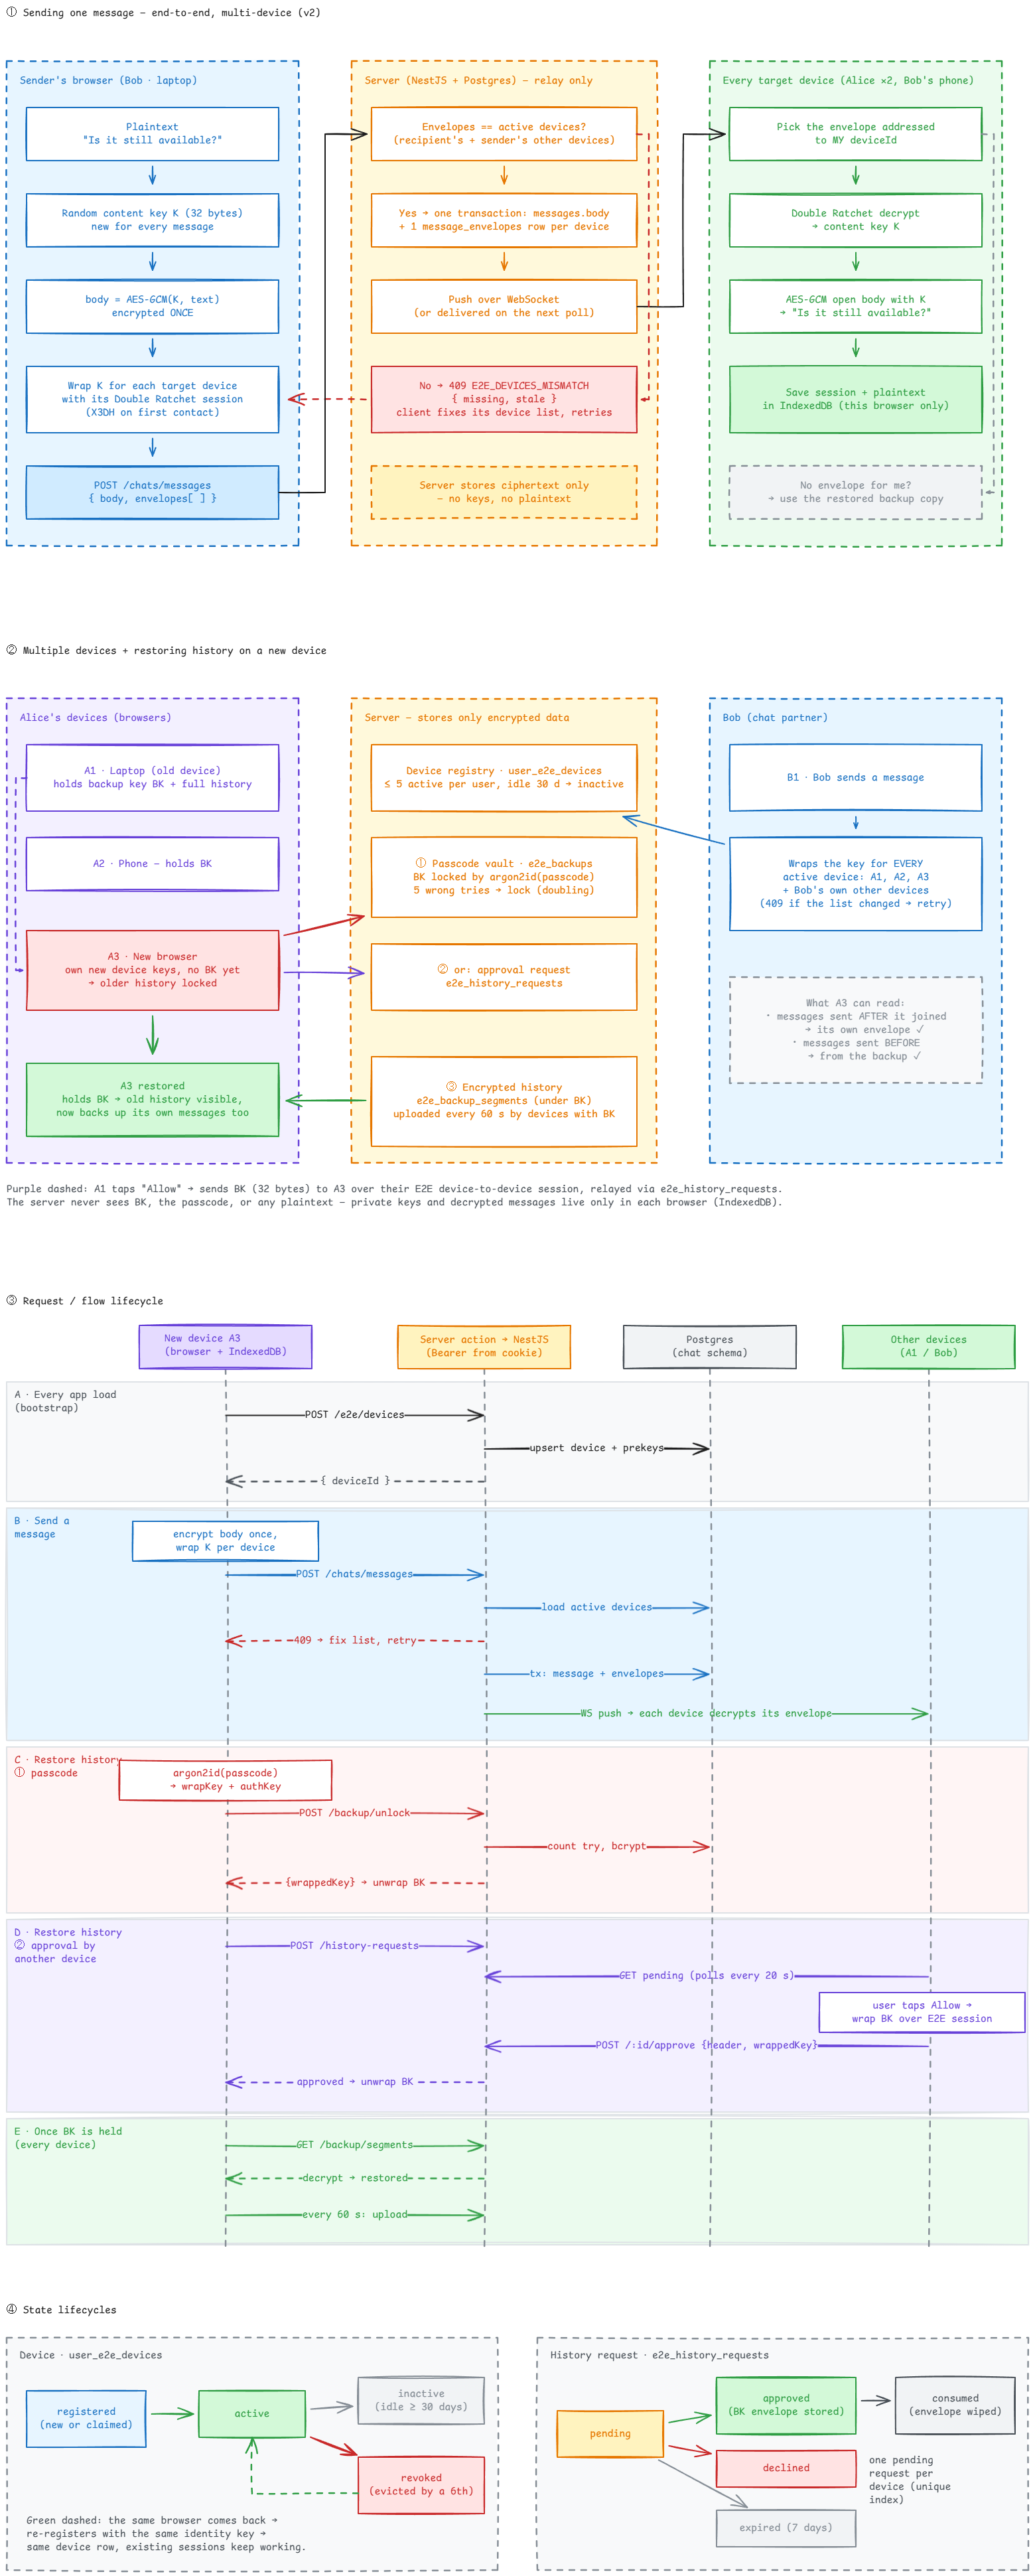 ① Sending one message — end-to-end, multi-device (v2)
Sender's browser (Bob · laptop)
Plaintext
"Is it still available?"
Random content key K (32 bytes)
new for every message
body = AES-GCM(K, text)
encrypted ONCE
Wrap K for each target device
with its Double Ratchet session
(X3DH on first contact)
POST /chats/messages
{ body, envelopes[ ] }
Server (NestJS + Postgres) — relay only
Envelopes == active devices?
(recipient's + sender's other devices)
Yes → one transaction: messages.body
+ 1 message_envelopes row per device
Push over WebSocket
(or delivered on the next poll)
No → 409 E2E_DEVICES_MISMATCH
{ missing, stale }
client fixes its device list, retries
Server stores ciphertext only
— no keys, no plaintext
Every target device (Alice ×2, Bob's phone)
Pick the envelope addressed
to MY deviceId
Double Ratchet decrypt
→ content key K
AES-GCM open body with K
→ "Is it still available?"
Save session + plaintext
in IndexedDB (this browser only)
No envelope for me?
→ use the restored backup copy
② Multiple devices + restoring history on a new device
Alice's devices (browsers)
A1 · Laptop (old device)
holds backup key BK + full history
A2 · Phone — holds BK
A3 · New browser
own new device keys, no BK yet
→ older history locked
A3 restored
holds BK → old history visible,
now backs up its own messages too
Server — stores only encrypted data
Device registry · user_e2e_devices
≤ 5 active per user, idle 30 d → inactive
① Passcode vault · e2e_backups
BK locked by argon2id(passcode)
5 wrong tries → lock (doubling)
② or: approval request
e2e_history_requests
③ Encrypted history
e2e_backup_segments (under BK)
uploaded every 60 s by devices with BK
Bob (chat partner)
B1 · Bob sends a message
Wraps the key for EVERY
active device: A1, A2, A3
+ Bob's own other devices
(409 if the list changed → retry)
What A3 can read:
· messages sent AFTER it joined
→ its own envelope ✓
· messages sent BEFORE
→ from the backup ✓
Purple dashed: A1 taps "Allow" → sends BK (32 bytes) to A3 over their E2E device-to-device session, relayed via e2e_history_requests.
The server never sees BK, the passcode, or any plaintext — private keys and decrypted messages live only in each browser (IndexedDB).
③ Request / flow lifecycle
New device A3
(browser + IndexedDB)
Server action → NestJS
(Bearer from cookie)
Postgres
(chat schema)
Other devices
(A1 / Bob)
A · Every app load
(bootstrap)
POST /e2e/devices
upsert device + prekeys
{ deviceId }
B · Send a
message
encrypt body once,
wrap K per device
POST /chats/messages
load active devices
409 → fix list, retry
tx: message + envelopes
WS push → each device decrypts its envelope
C · Restore history
① passcode
argon2id(passcode)
→ wrapKey + authKey
POST /backup/unlock
count try, bcrypt
{wrappedKey} → unwrap BK
D · Restore history
② approval by
another device
POST /history-requests
GET pending (polls every 20 s)
user taps Allow →
wrap BK over E2E session
POST /:id/approve {header, wrappedKey}
approved → unwrap BK
E · Once BK is held
(every device)
GET /backup/segments
decrypt → restored
every 60 s: upload
④ State lifecycles
Device · user_e2e_devices
registered
(new or claimed)
active
inactive
(idle ≥ 30 days)
revoked
(evicted by a 6th)
Green dashed: the same browser comes back →
re-registers with the same identity key →
same device row, existing sessions keep working.
History request · e2e_history_requests
pending
approved
(BK envelope stored)
consumed
(envelope wiped)
declined
one pending
request per
device (unique
index)
expired (7 days)